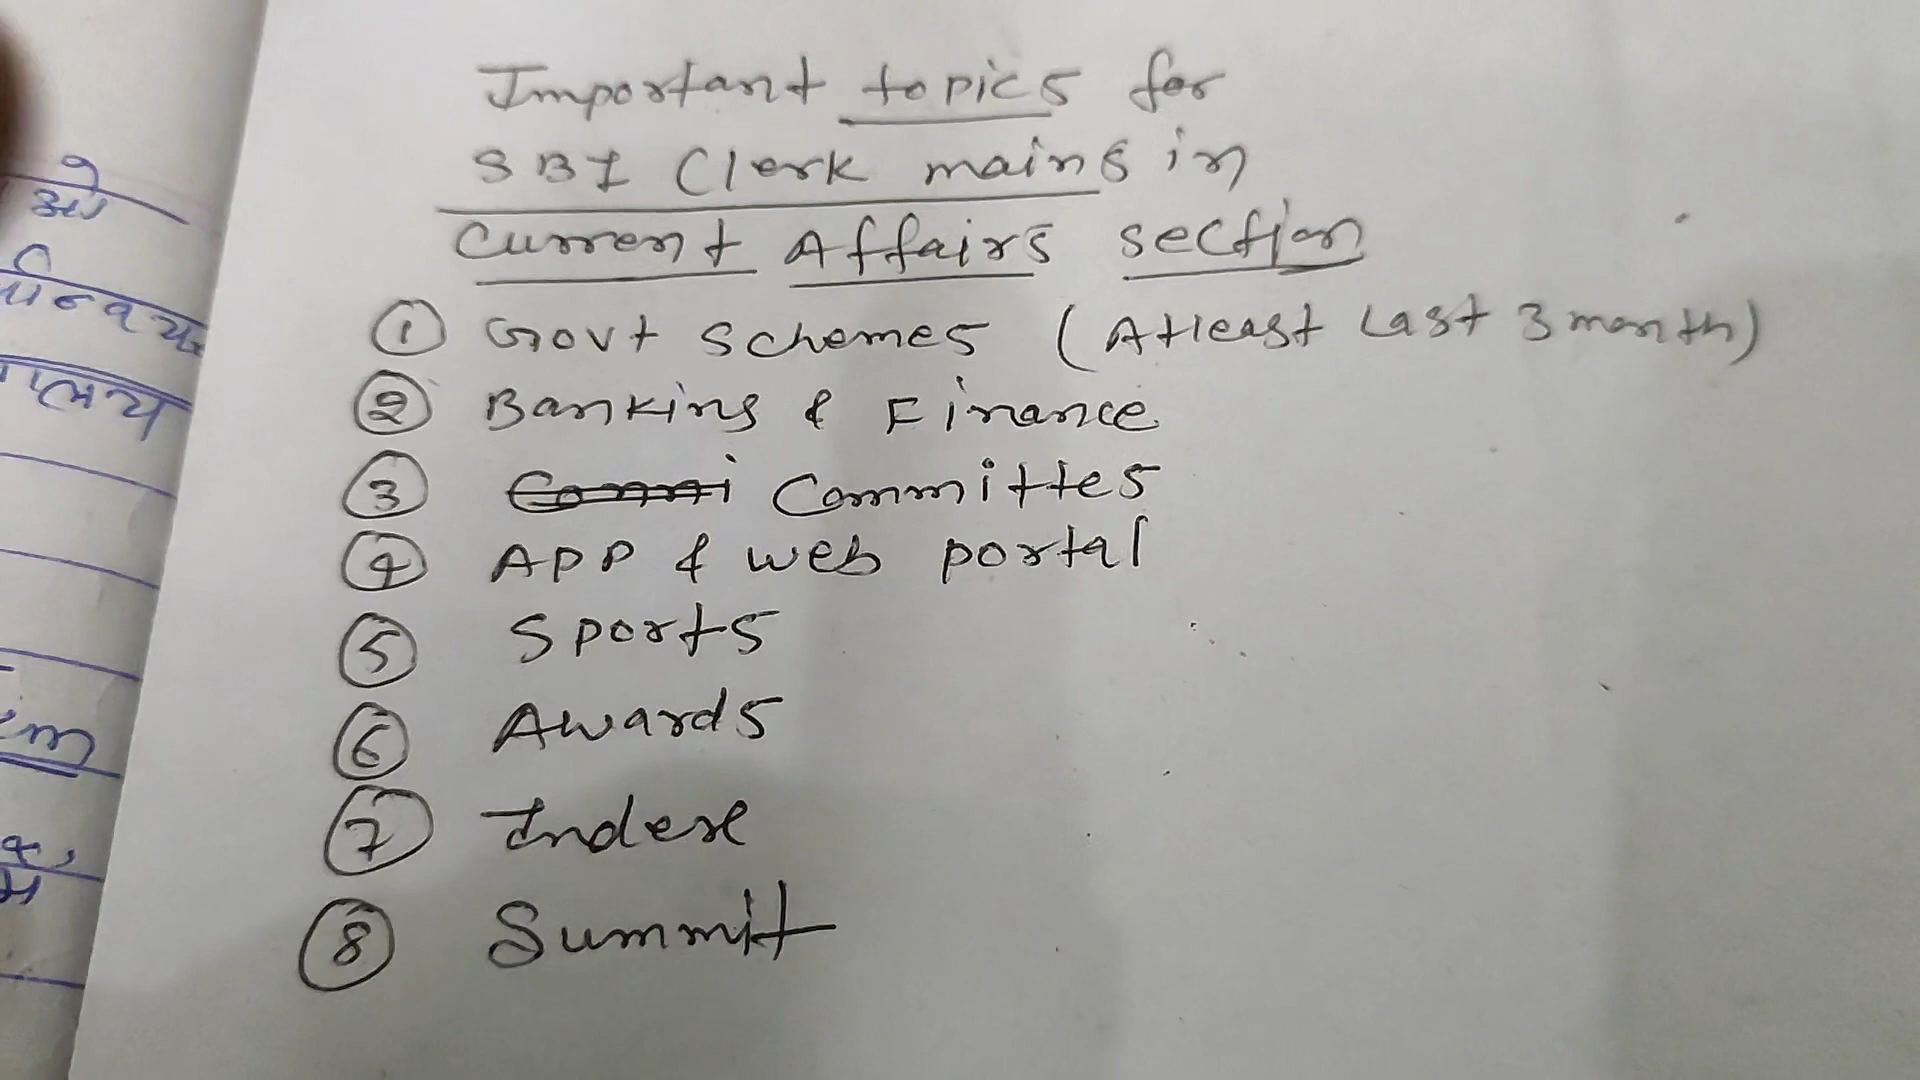 Important topics for
SBI Clerk mains in
Current Affairs section
① Govt Schemes (Atleast Last 3 month)
② Banking & Finance
③ Commi Committes
④ APP & web portal
⑤ Sports
⑥ Awards
⑦ Index
⑧ Summit